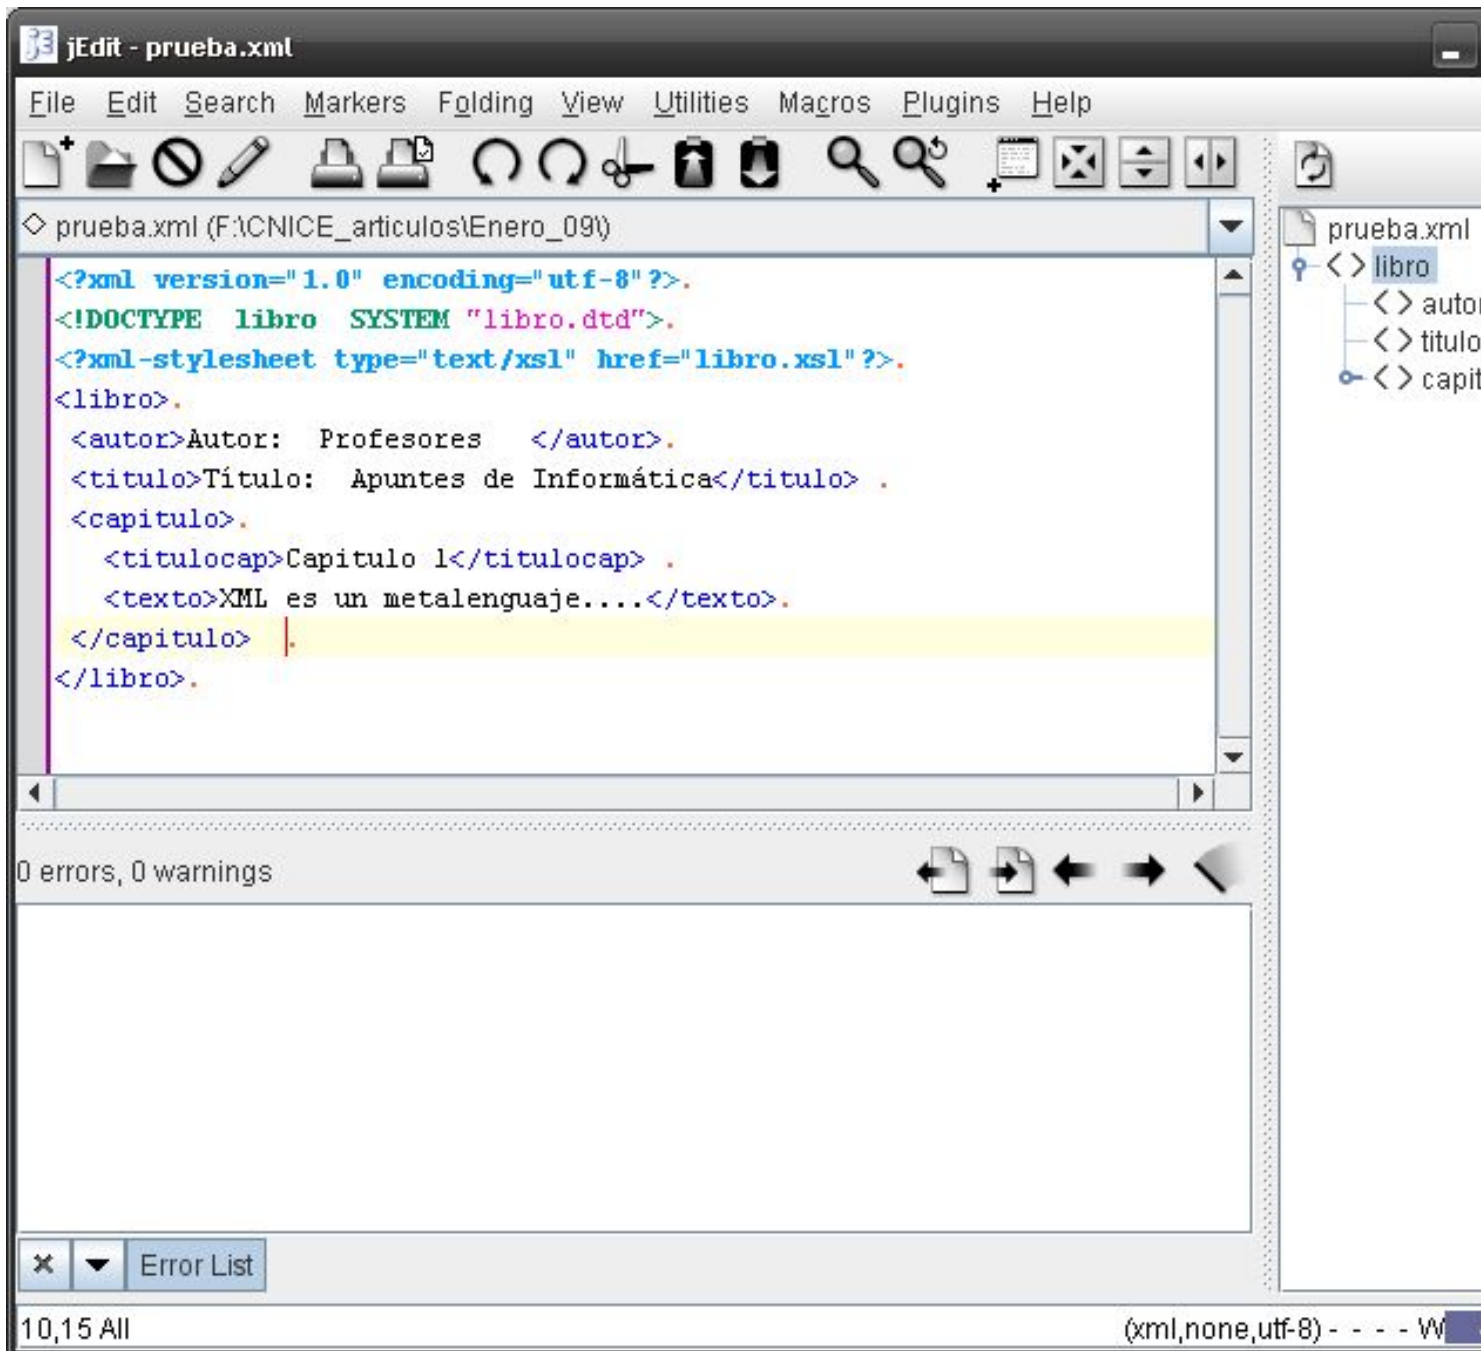 jEdit - prueba.xml
File Edit Search Markers Folding View Utilities Macros Plugins Help
prueba.xml (F:\CNICE_articulos\Enero_09\)
<?xml version="1.0" encoding="utf-8"?>.
<!DOCTYPE libro SYSTEM "libro.dtd">.
<?xml-stylesheet type="text/xsl" href="libro.xsl"?>.
<libro>.
<autor>Autor: Profesores </autor>.
<titulo>Título: Apuntes de Informática</titulo> .
<capitulo>.
<titulocap>Capitulo 1</titulocap> .
<texto>XML es un metalenguaje....</texto>.
</capitulo> .
</libro>.
prueba.xml
<> libro
<> autor
<> titulo
<> capit
0 errors, 0 warnings
Error List
10,15 All
(xml,none,utf-8) - - - - W